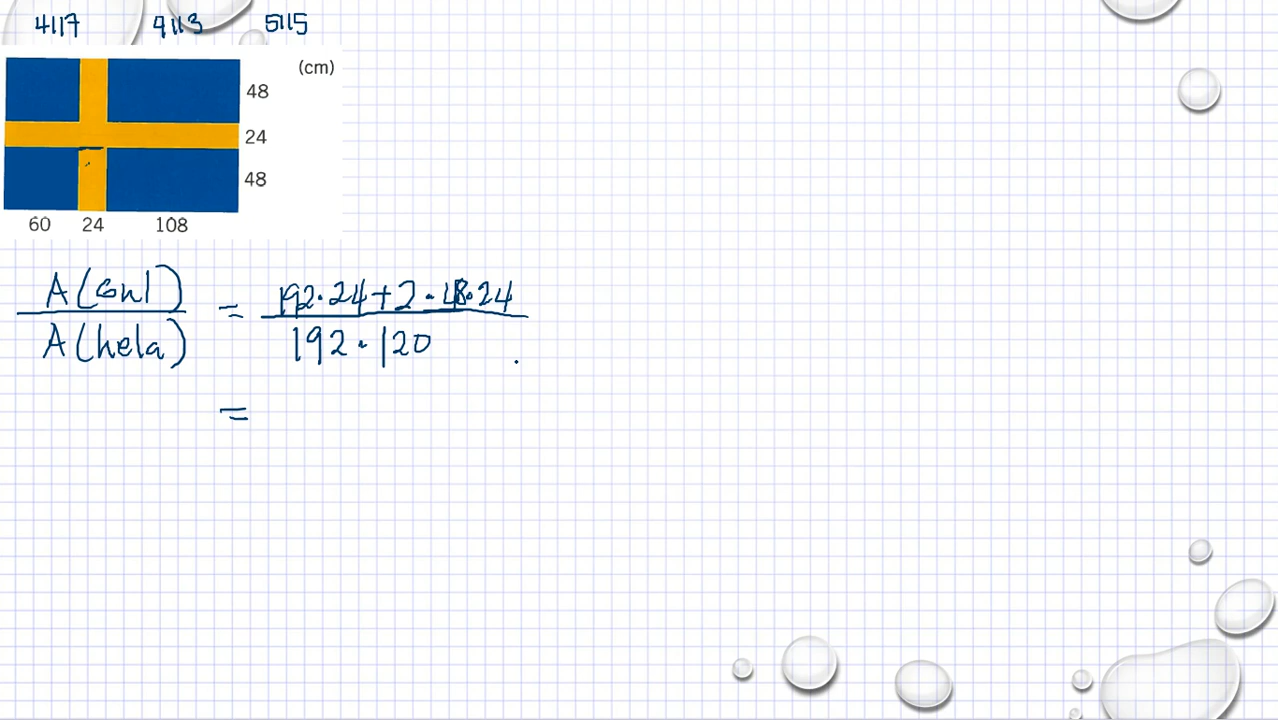 4117 4113 5115
(cm)
48
24
48
60 24 108
A(gul) = 192·24+2·48·24
A(hela) 192·120
=